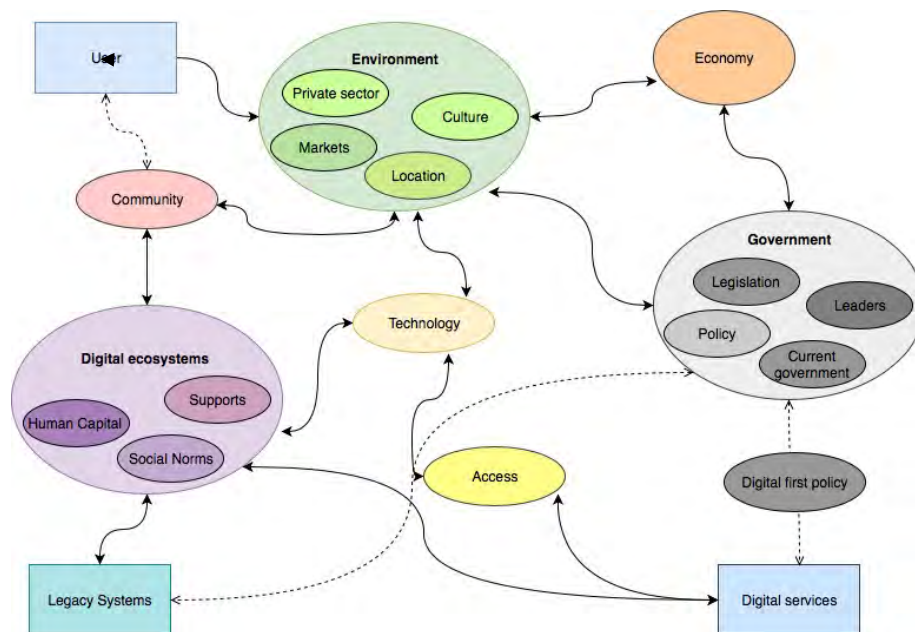 User
Environment
Private sector
Culture
Markets
Location
Economy
Community
Government
Legislation
Leaders
Policy
Current
government
Technology
Digital ecosystems
Supports
Human Capital
Social Norms
Access
Digital first policy
Legacy Systems
Digital services